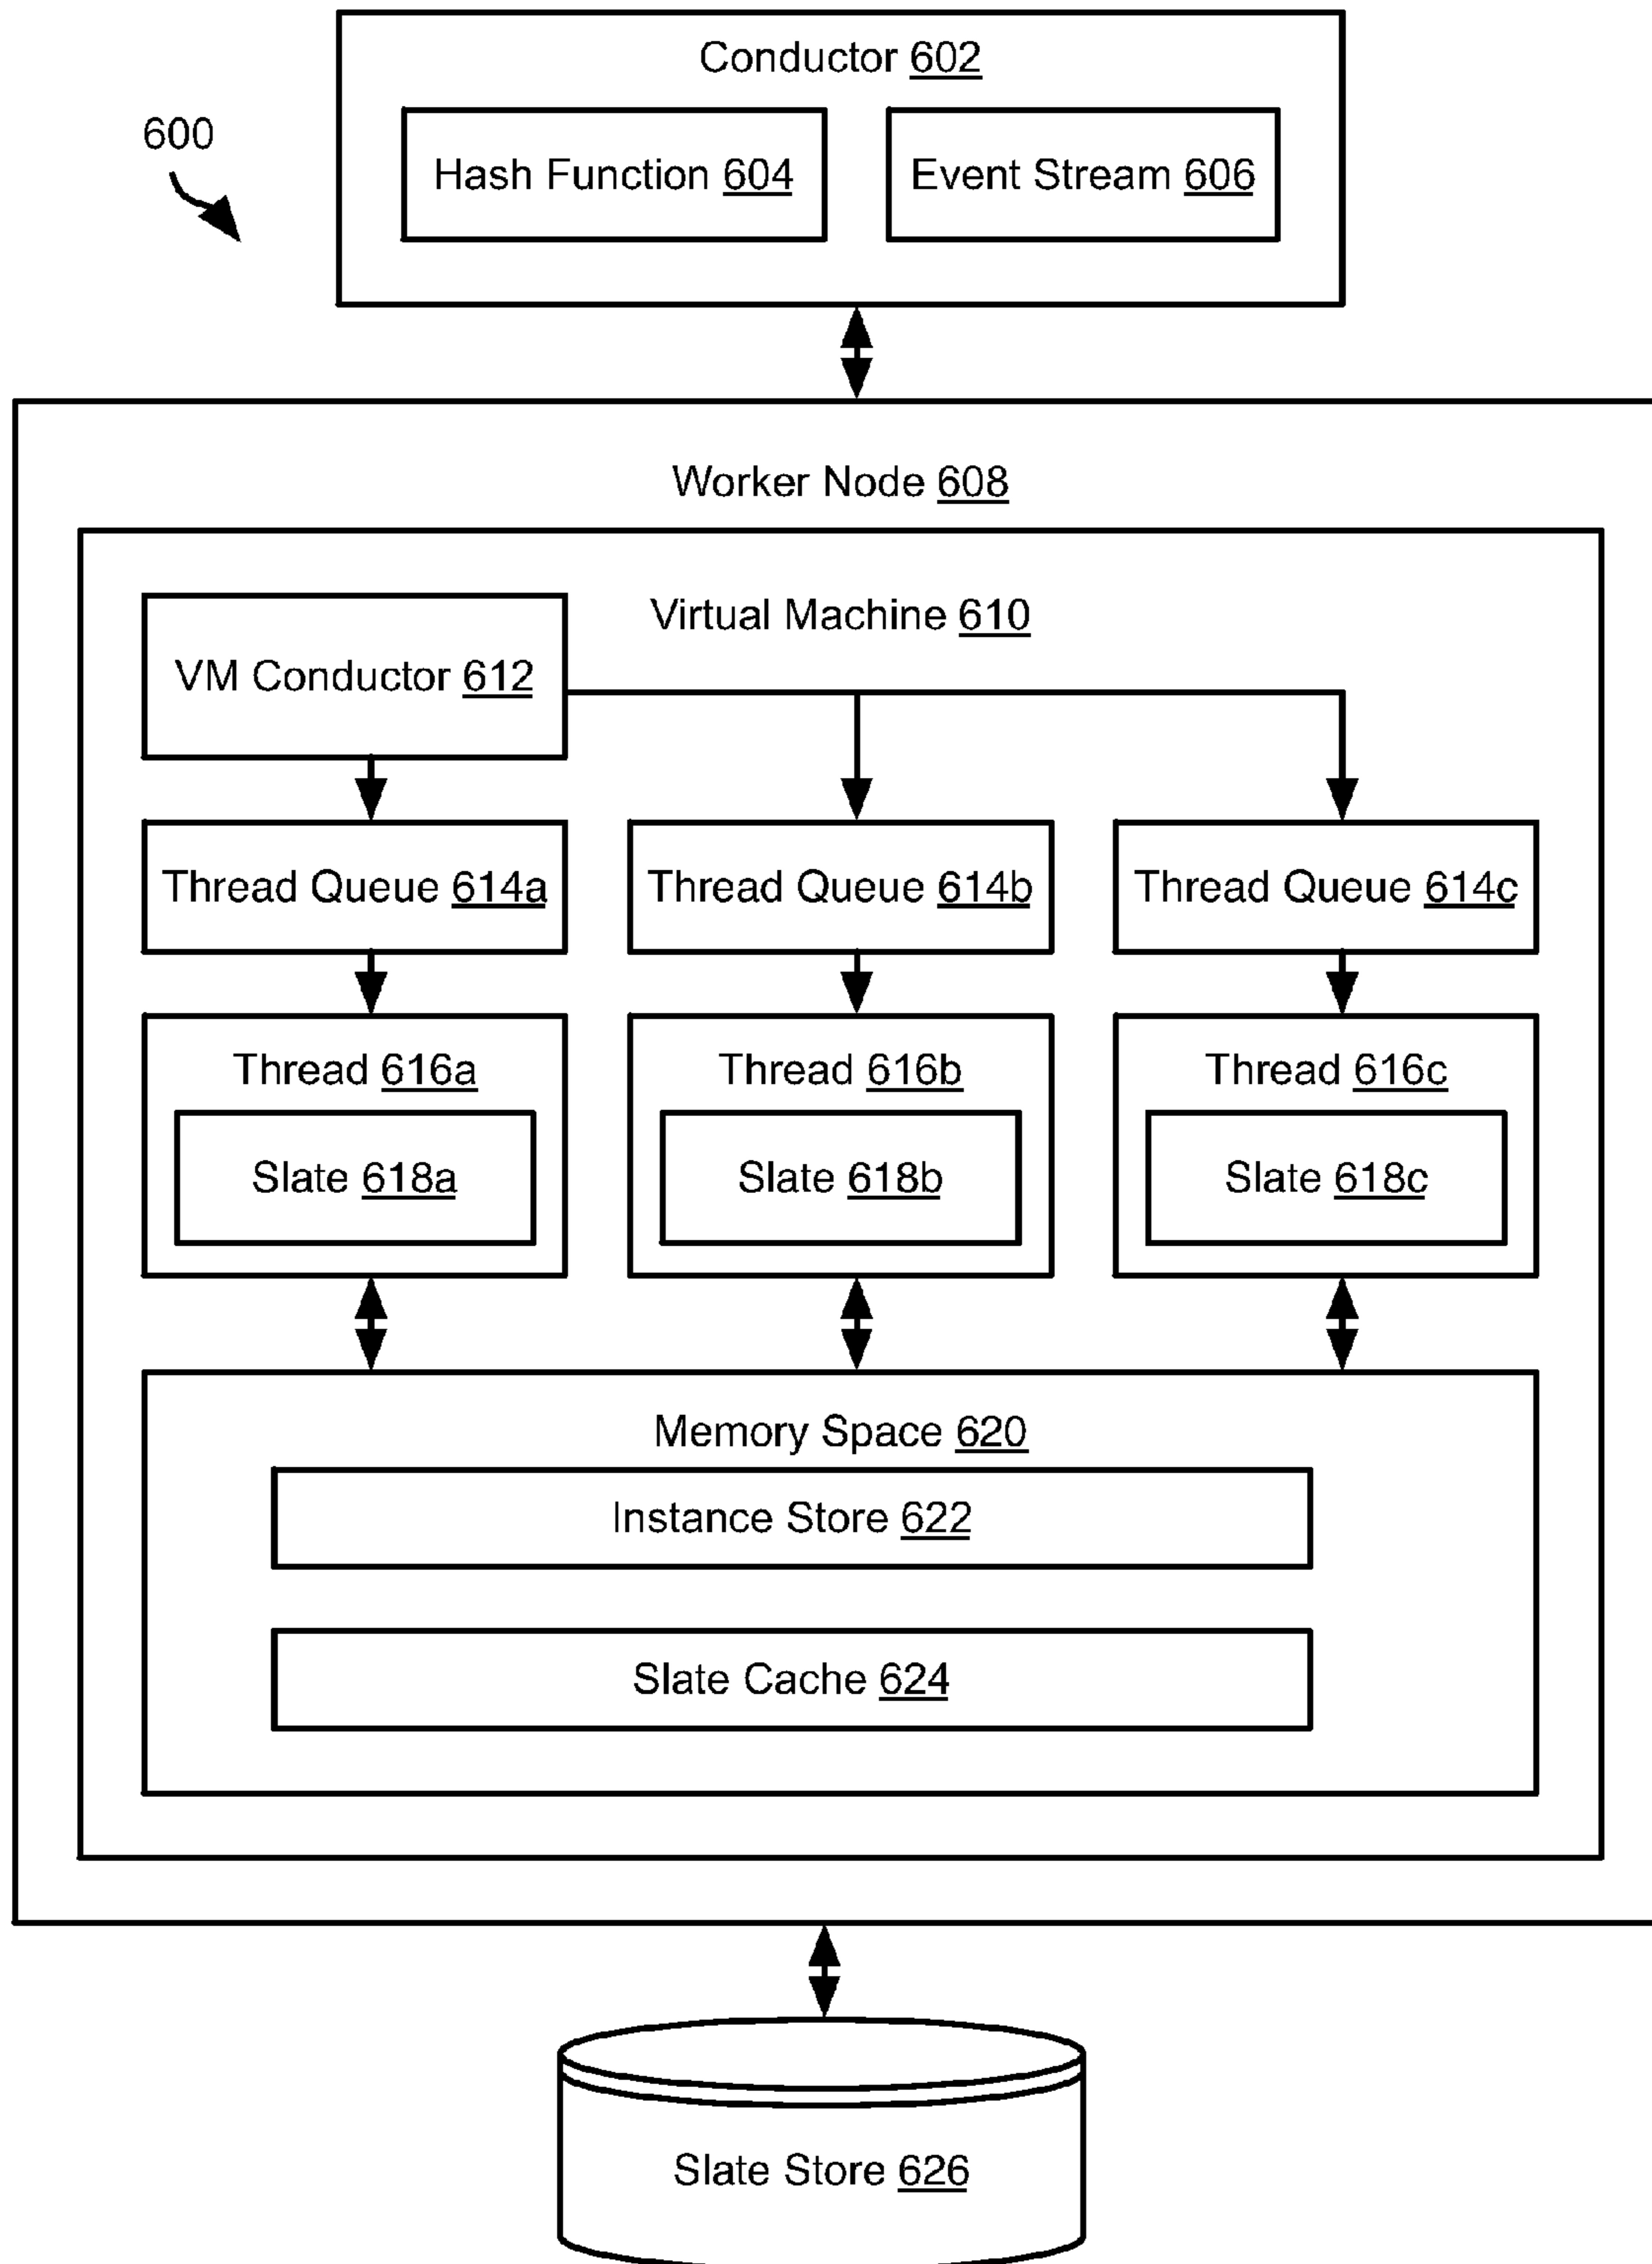 Conductor 602
600
Hash Function 604
Event Stream 606
Worker Node 608
Virtual Machine 610
VM Conductor 612
Thread Queue 614a
Thread Queue 614b
Thread Queue 614c
Thread 616a
Thread 616b
Thread 616c
Slate 618a
Slate 618b
Slate 618c
Memory Space 620
Instance Store 622
Slate Cache 624
Slate Store 626